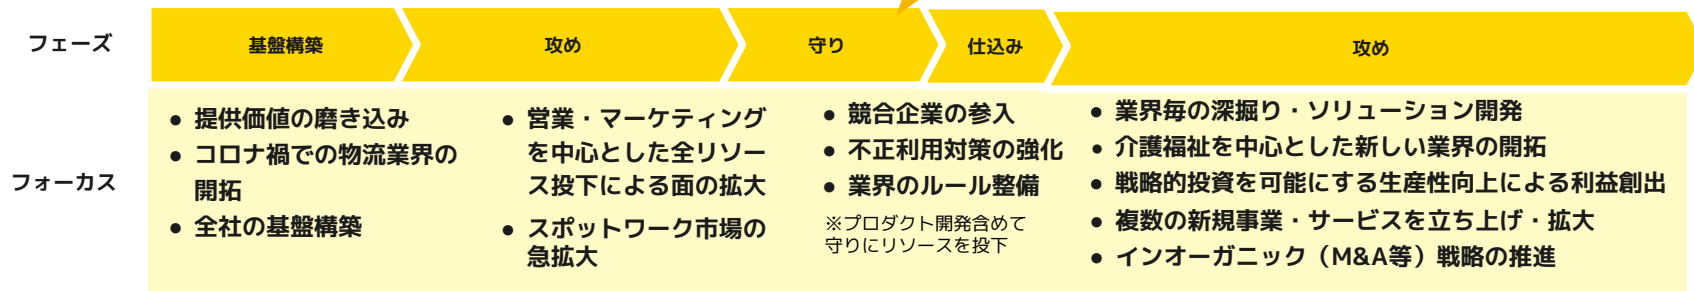 フェーズ
基盤構築
攻め
守り
仕込み
攻め
フォーカス
● 提供価値の磨き込み
● コロナ禍での物流業界の
開拓
● 全社の基盤構築
● 営業・マーケティング
を中心とした全リソー
ス投下による面の拡大
● スポットワーク市場の
急拡大
● 競合企業の参入
● 不正利用対策の強化
● 業界のルール整備
※プロダクト開発含めて
守りにリソースを投下
● 業界毎の深掘り・ソリューション開発
● 介護福祉を中心とした新しい業界の開拓
● 戦略的投資を可能にする生産性向上による利益創出
● 複数の新規事業・サービスを立ち上げ・拡大
● インオーガニック（M&A等）戦略の推進